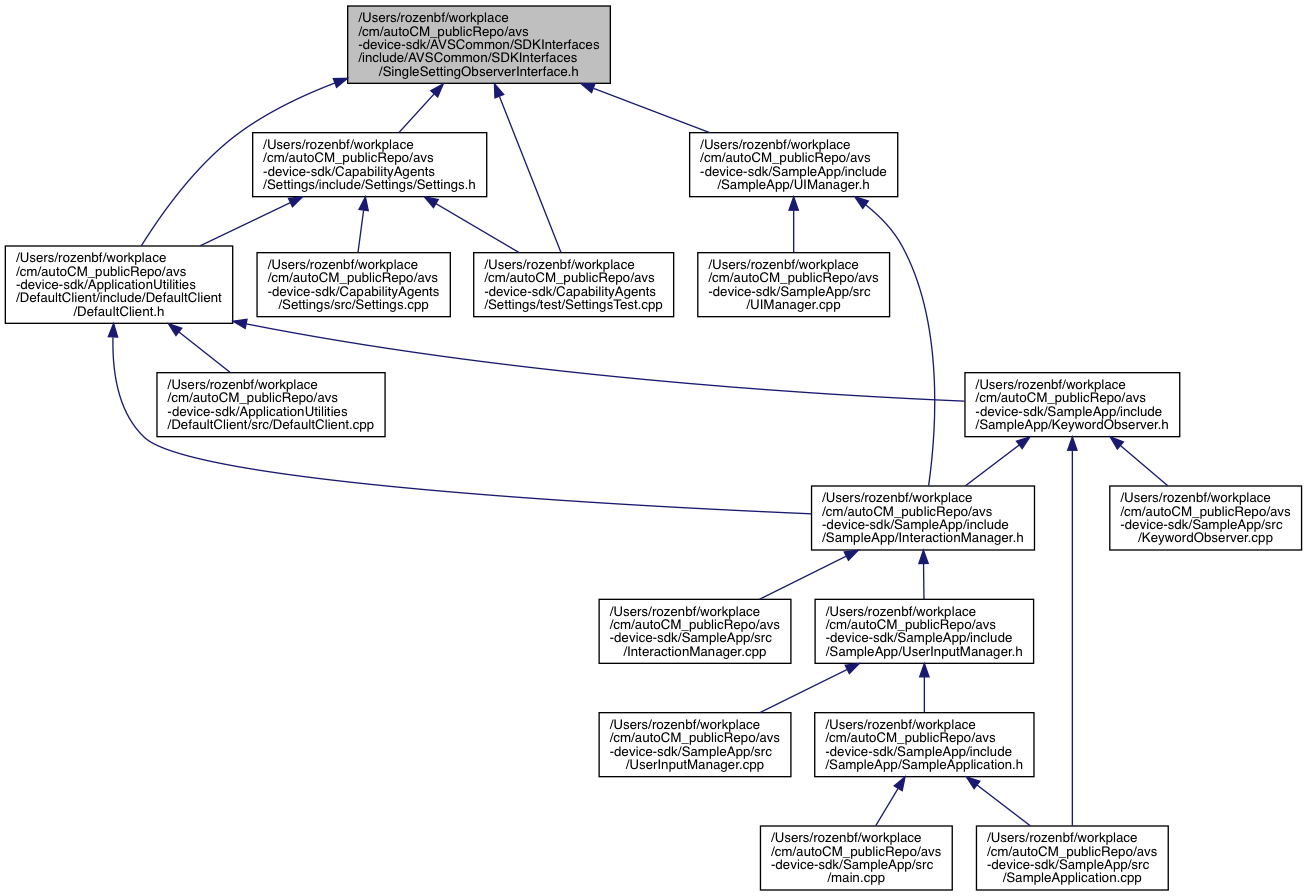 /Users/rozenbf/workplace
/cm/autoCM_publicRepo/avs
-device-sdk/AVSCommon/SDKInterfaces
/include/AVSCommon/SDKInterfaces
/SingleSettingObserverInterface.h
/Users/rozenbf/workplace
/cm/autoCM_publicRepo/avs
-device-sdk/CapabilityAgents
/Settings/include/Settings/Settings.h
/Users/rozenbf/workplace
/cm/autoCM_publicRepo/avs
-device-sdk/SampleApp/include
/SampleApp/UIManager.h
/Users/rozenbf/workplace
/cm/autoCM_publicRepo/avs
-device-sdk/ApplicationUtilities
/DefaultClient/include/DefaultClient
/DefaultClient.h
/Users/rozenbf/workplace
/cm/autoCM_publicRepo/avs
-device-sdk/CapabilityAgents
/Settings/src/Settings.cpp
/Users/rozenbf/workplace
/cm/autoCM_publicRepo/avs
-device-sdk/CapabilityAgents
/Settings/test/SettingsTest.cpp
/Users/rozenbf/workplace
/cm/autoCM_publicRepo/avs
-device-sdk/SampleApp/src
/UIManager.cpp
/Users/rozenbf/workplace
/cm/autoCM_publicRepo/avs
-device-sdk/ApplicationUtilities
/DefaultClient/src/DefaultClient.cpp
/Users/rozenbf/workplace
/cm/autoCM_publicRepo/avs
-device-sdk/SampleApp/include
/SampleApp/KeywordObserver.h
/Users/rozenbf/workplace
/cm/autoCM_publicRepo/avs
-device-sdk/SampleApp/include
/SampleApp/InteractionManager.h
/Users/rozenbf/workplace
/cm/autoCM_publicRepo/avs
-device-sdk/SampleApp/src
/KeywordObserver.cpp
/Users/rozenbf/workplace
/cm/autoCM_publicRepo/avs
-device-sdk/SampleApp/src
/InteractionManager.cpp
/Users/rozenbf/workplace
/cm/autoCM_publicRepo/avs
-device-sdk/SampleApp/include
/SampleApp/UserInputManager.h
/Users/rozenbf/workplace
/cm/autoCM_publicRepo/avs
-device-sdk/SampleApp/src
/UserInputManager.cpp
/Users/rozenbf/workplace
/cm/autoCM_publicRepo/avs
-device-sdk/SampleApp/include
/SampleApp/SampleApplication.h
/Users/rozenbf/workplace
/cm/autoCM_publicRepo/avs
-device-sdk/SampleApp/src
/main.cpp
/Users/rozenbf/workplace
/cm/autoCM_publicRepo/avs
-device-sdk/SampleApp/src
/SampleApplication.cpp